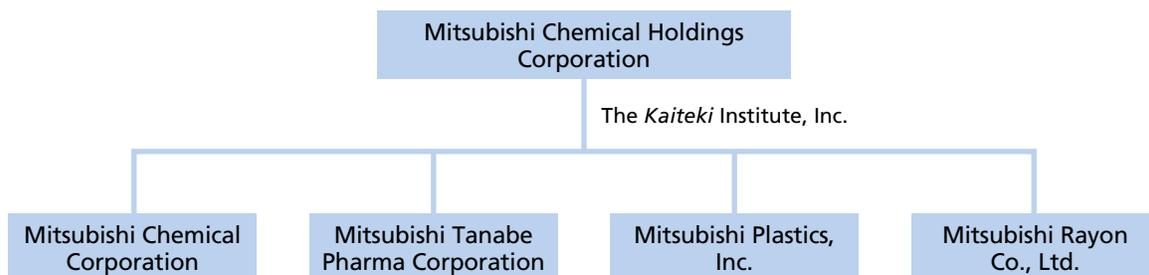 Mitsubishi Chemical Holdings
Corporation
The Kaiteki Institute, Inc.
Mitsubishi Chemical
Corporation
Mitsubishi Tanabe
Pharma Corporation
Mitsubishi Plastics,
Inc.
Mitsubishi Rayon
Co., Ltd.